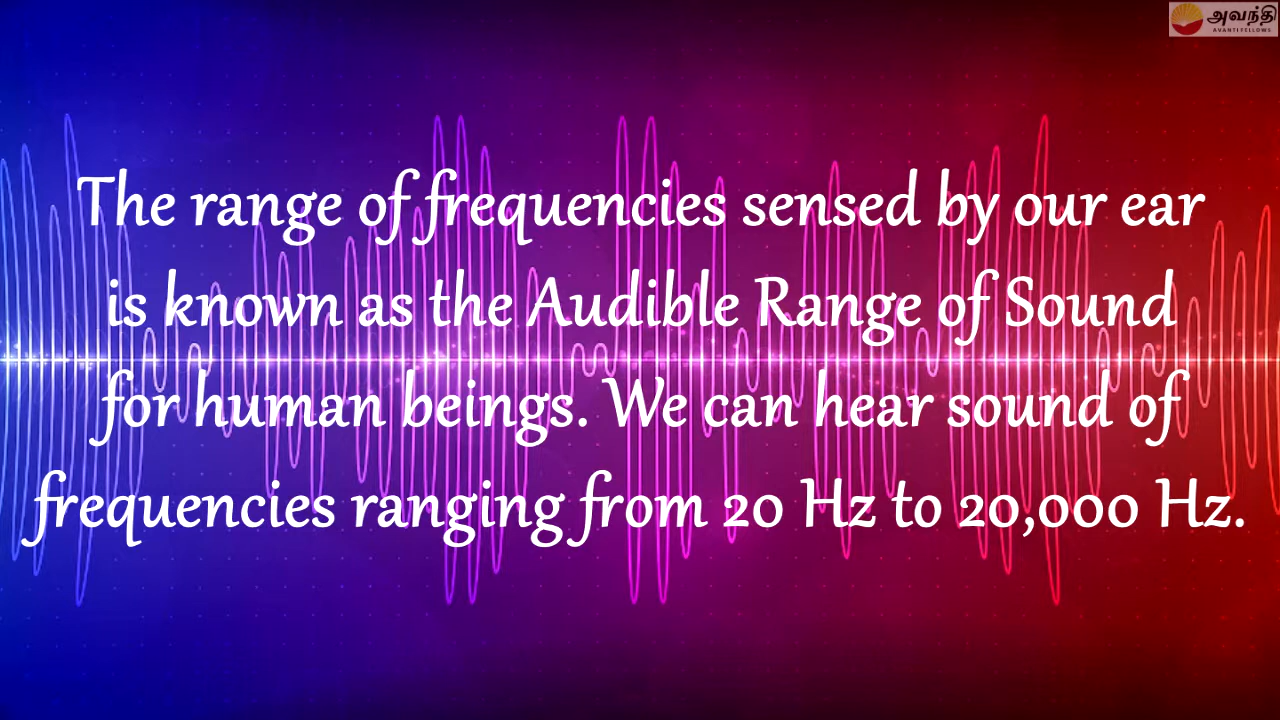 அவந்தி
AVANTI FELLOWS
The range of frequencies sensed by our ear
is known as the Audible Range of Sound
for human beings. We can hear sound of
frequencies ranging from 20 Hz to 20,000 Hz.